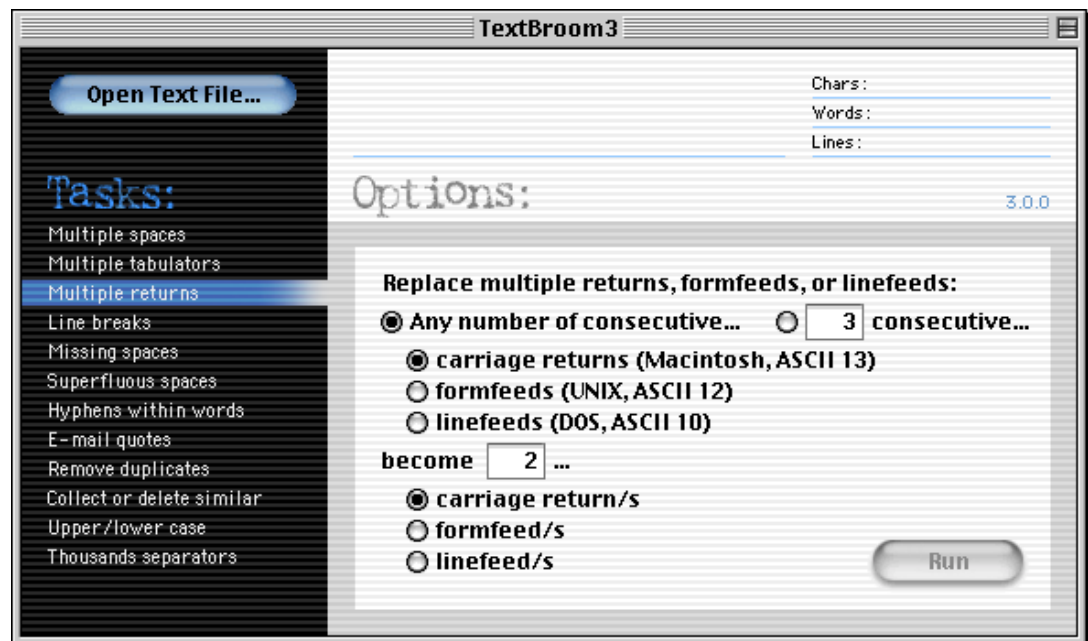 TextBroom3
Open Text File...
Chars:
Words:
Lines:
Tasks:
Options:
3.0.0
Multiple spaces
Multiple tabulators
Multiple returns
Line breaks
Missing spaces
Superfluous spaces
Hyphens within words
E-mail quotes
Remove duplicates
Collect or delete similar
Upper/lower case
Thousands separators
Replace multiple returns, formfeeds, or linefeeds:
Any number of consecutive... 3 consecutive...
carriage returns (Macintosh, ASCII 13)
formfeeds (UNIX, ASCII 12)
linefeeds (DOS, ASCII 10)
become 2 ...
carriage return/s
formfeed/s
linefeed/s
Run